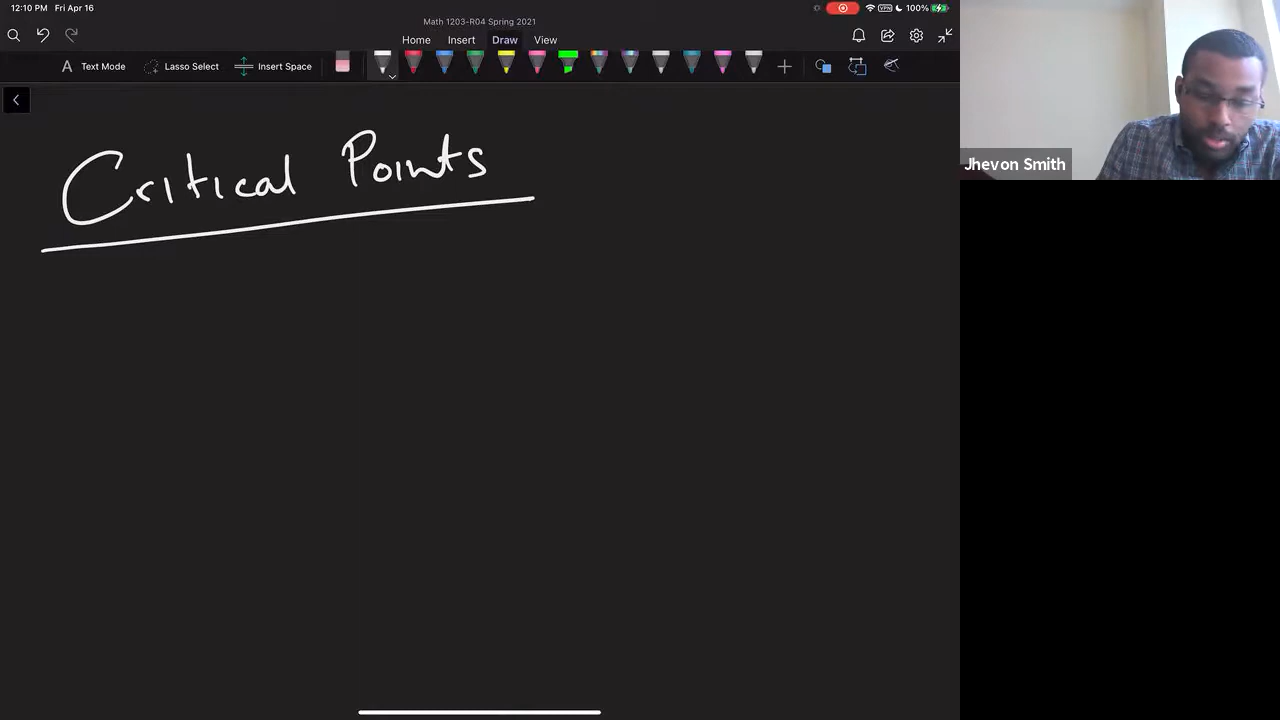 12:10 PM Fri Apr 16
VPN 100%
Math 1203-R04 Spring 2021
Home Insert Draw View
A Text Mode Lasso Select Insert Space
Critical Points
Jhevon Smith